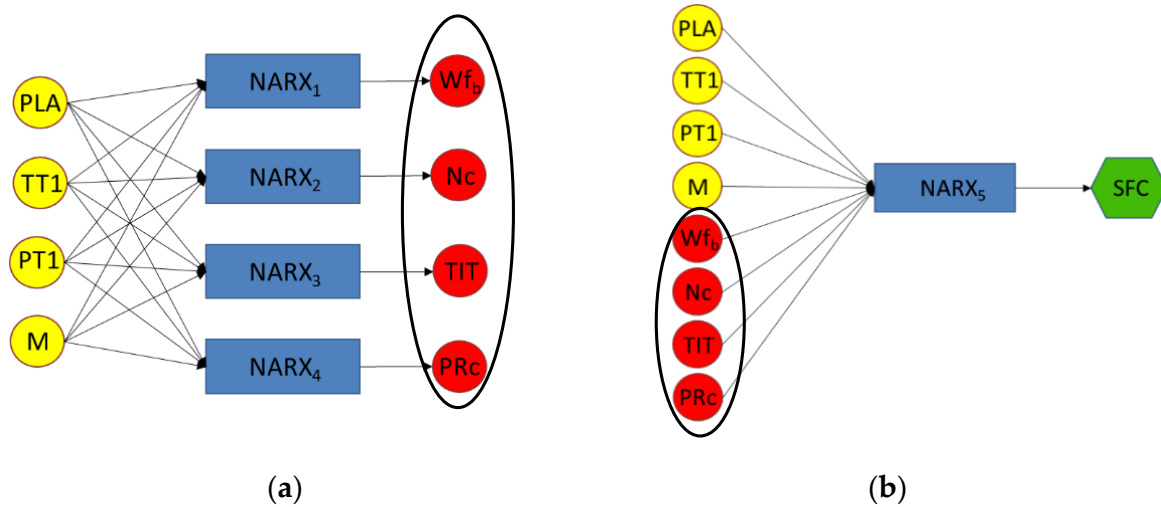 PLA
TT1
PT1
M
NARX1
NARX2
NARX3
NARX4
Wfb
Nc
TIT
PRc
(a)
PLA
TT1
PT1
M
Wfb
Nc
TIT
PRc
NARX5
SFC
(b)